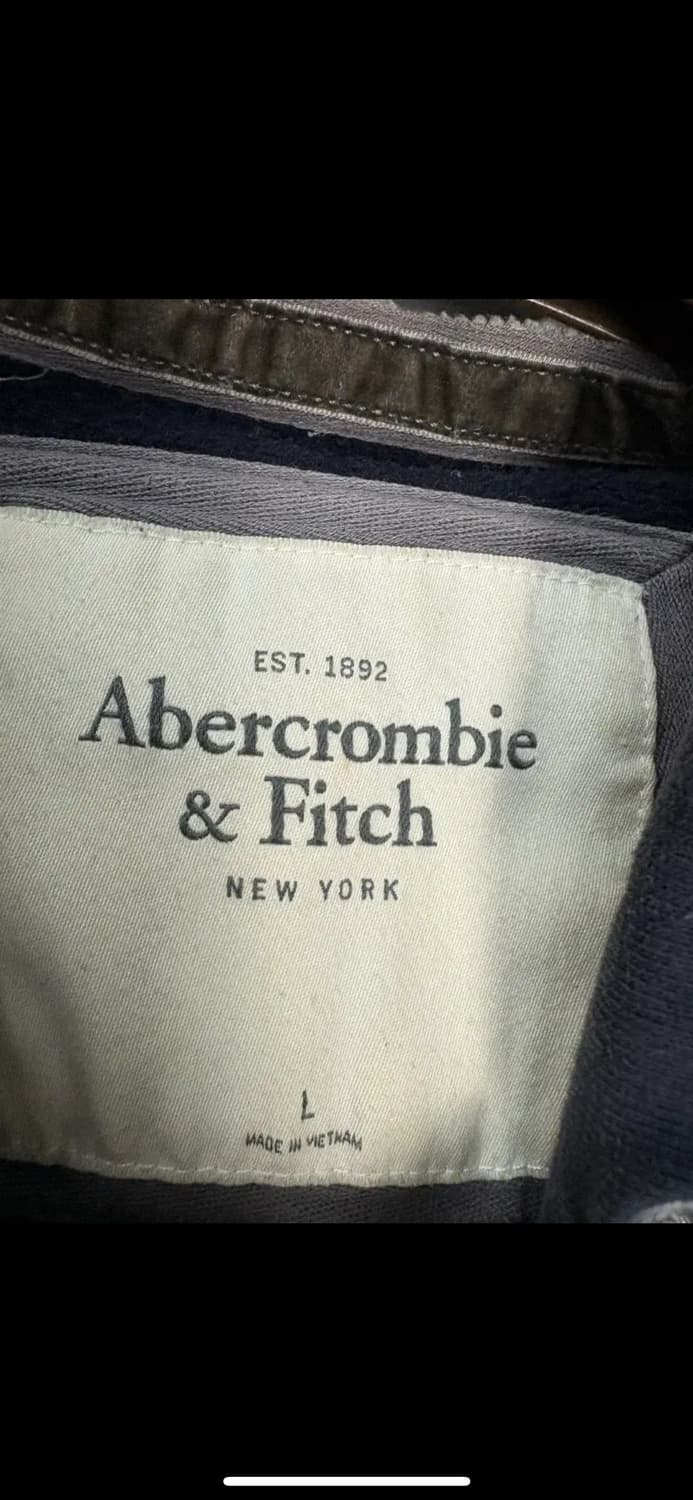 EST. 1892
Abercrombie
& Fitch
NEW YORK
L
MADE IN VIETNAM